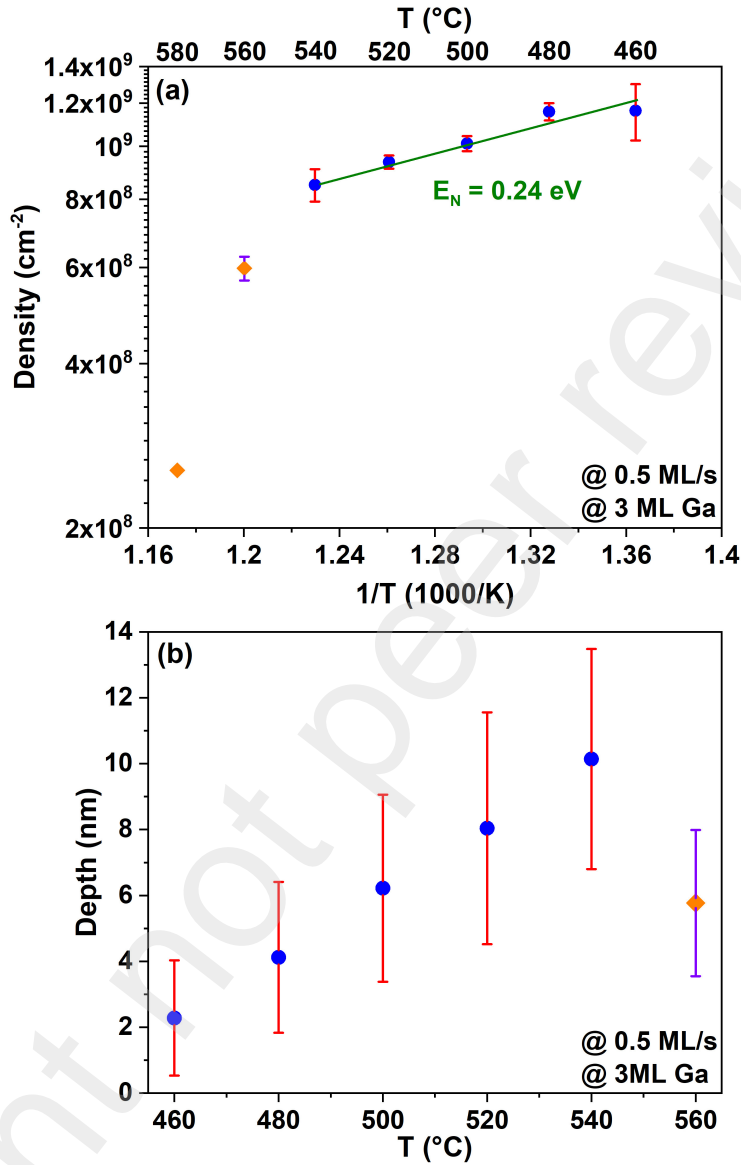 T (°C)
580 560 540 520 500 480 460
1.4x10⁹
(a)
1.2x10⁹
10⁹
E_N = 0.24 eV
8x10⁸
6x10⁸
Density (cm⁻²)
4x10⁸
@ 0.5 ML/s
@ 3 ML Ga
2x10⁸
1.16 1.2 1.24 1.28 1.32 1.36 1.4
1/T (1000/K)
14
(b)
12
10
8
Depth (nm)
6
4
2
@ 0.5 ML/s
@ 3ML Ga
0
460 480 500 520 540 560
T (°C)
not peer revi